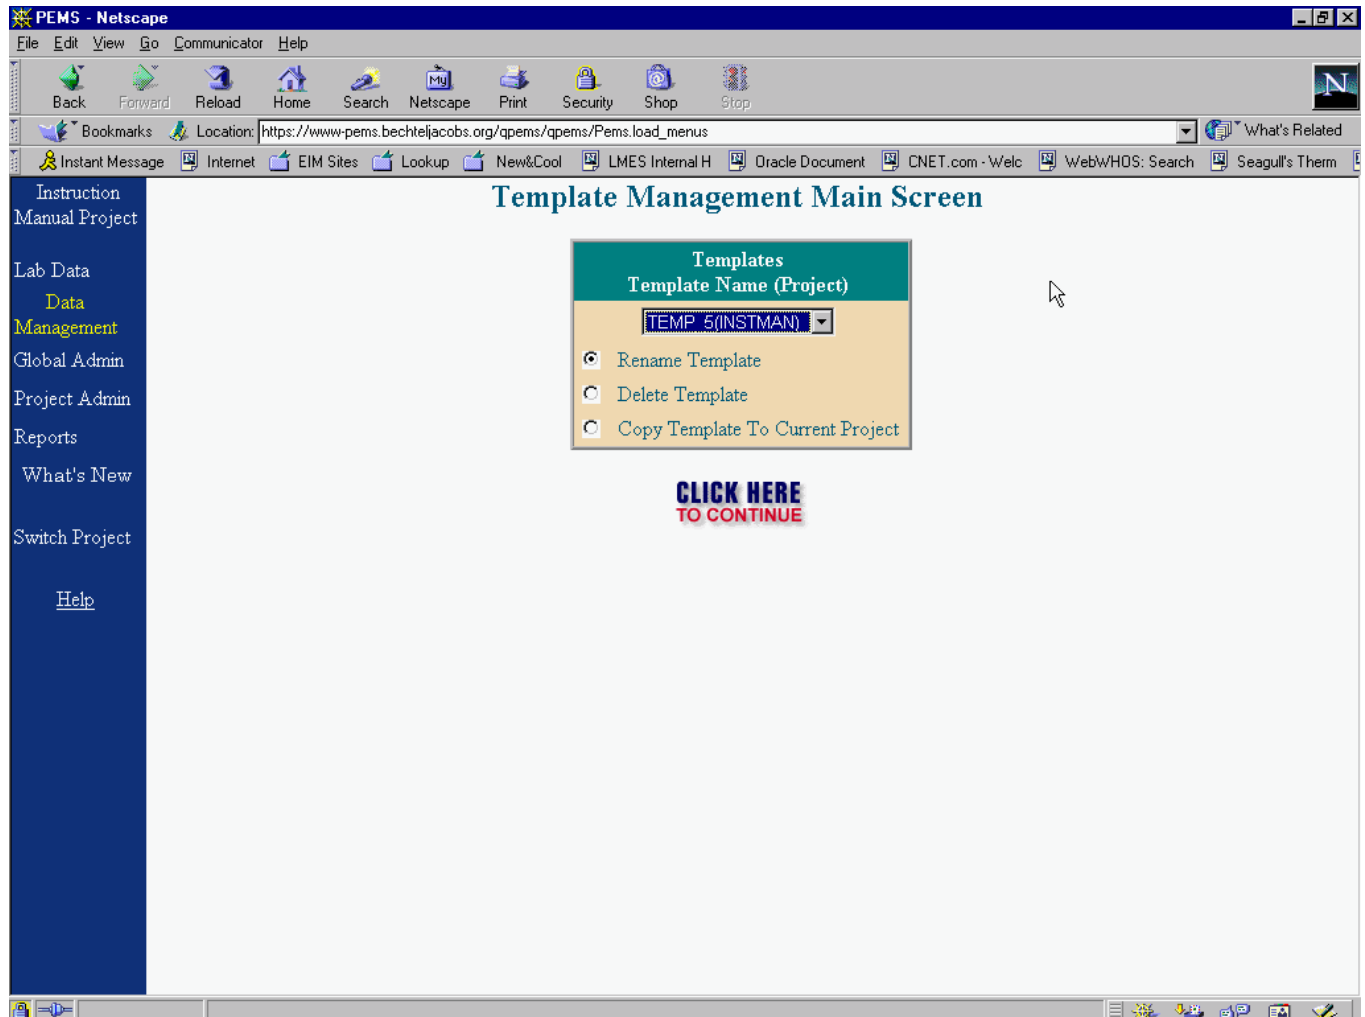 PEMS - Netscape
File Edit View Go Communicator Help
Back Forward Reload Home Search Netscape Print Security Shop Stop
My
N
Bookmarks Location: https://www-pems.bechteljacobs.org/qpems/qpems/Pems.load_menus What's Related
Instant Message Internet EIM Sites Lookup New&Cool LMES Internal H Oracle Document CNET.com - Welc WebWHOS: Search Seagull's Therm
Instruction
Manual Project
Lab Data
Data
Management
Global Admin
Project Admin
Reports
What's New
Switch Project
Help
Template Management Main Screen
Templates
Template Name (Project)
TEMP_5(INSTMAN)
Rename Template
Delete Template
Copy Template To Current Project
CLICK HERE
TO CONTINUE